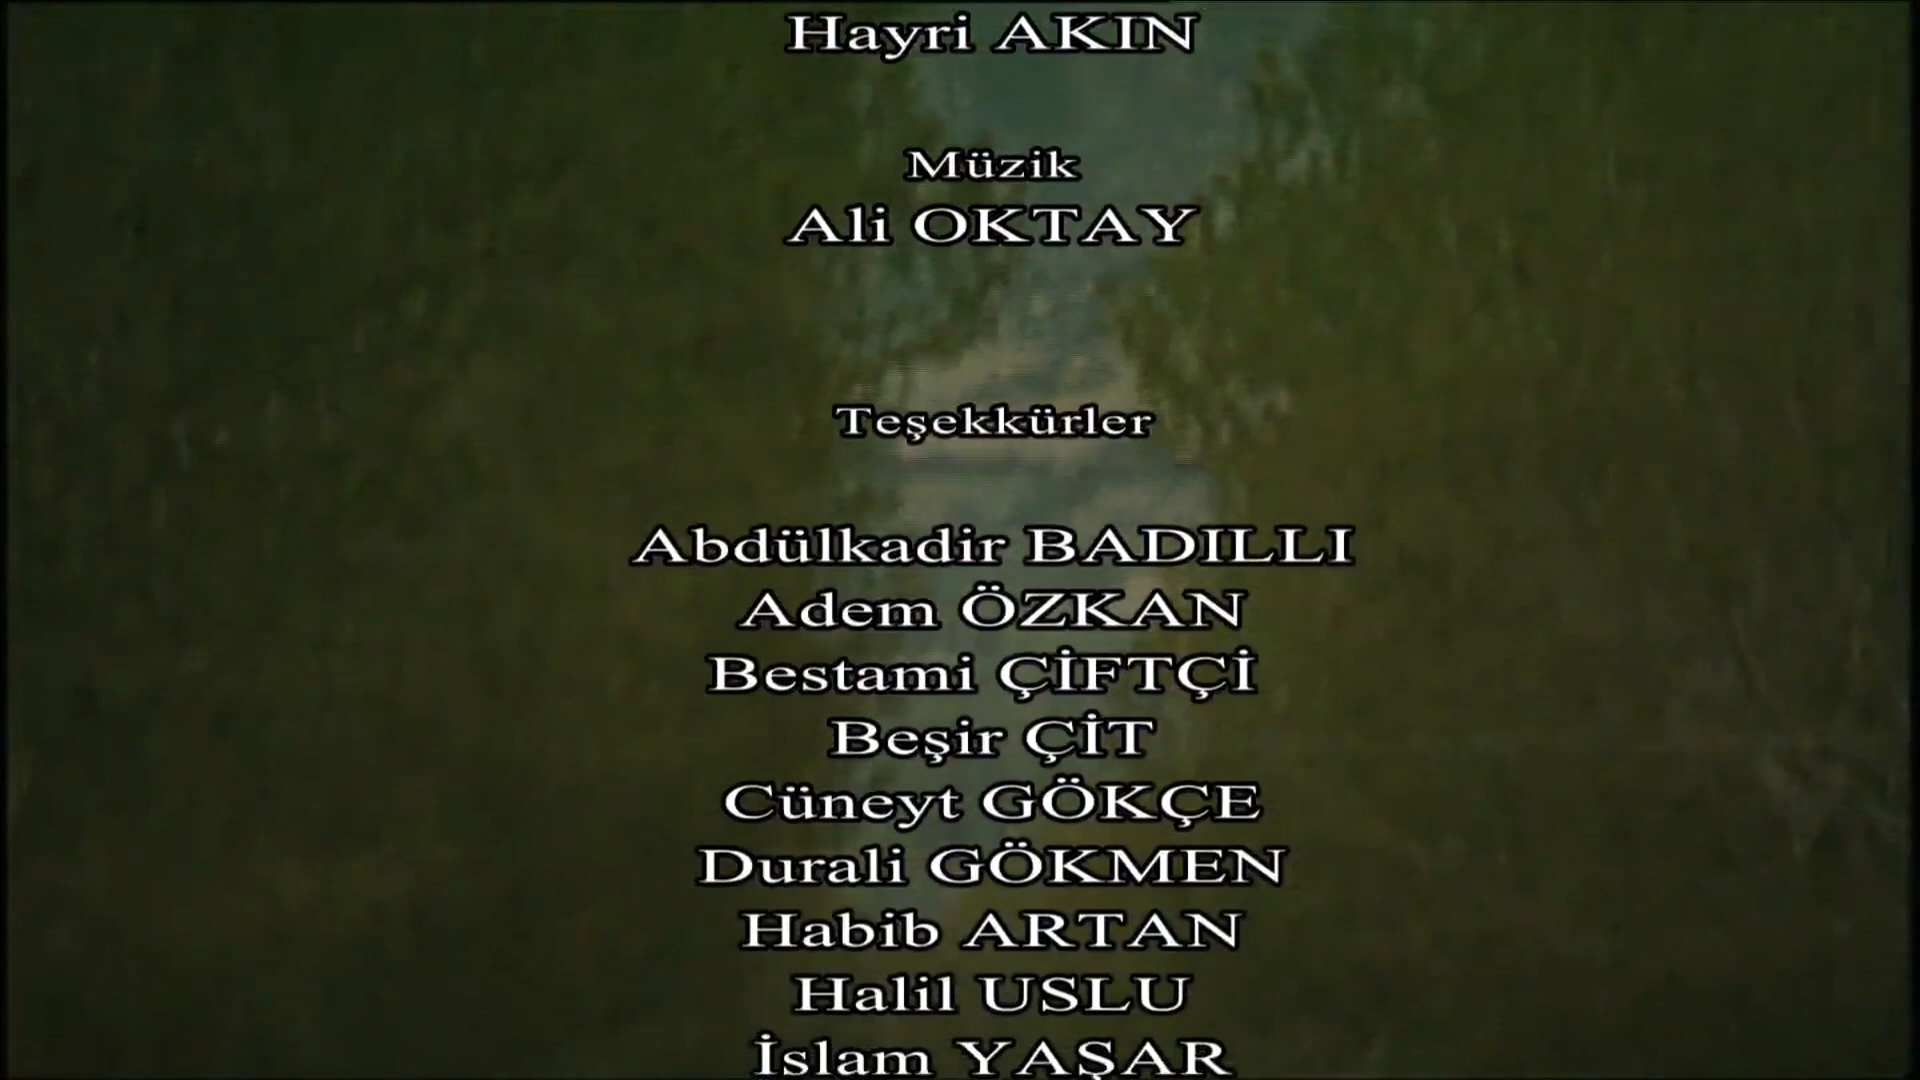 Hayri AKIN
Müzik
Ali OKTAY
Teşekkürler
Abdülkadir BADILLI
Adem ÖZKAN
Bestami ÇİFTÇİ
Beşir ÇİT
Cüneyt GÖKÇE
Durali GÖKMEN
Habib ARTAN
Halil USLU
İslam YAŞAR